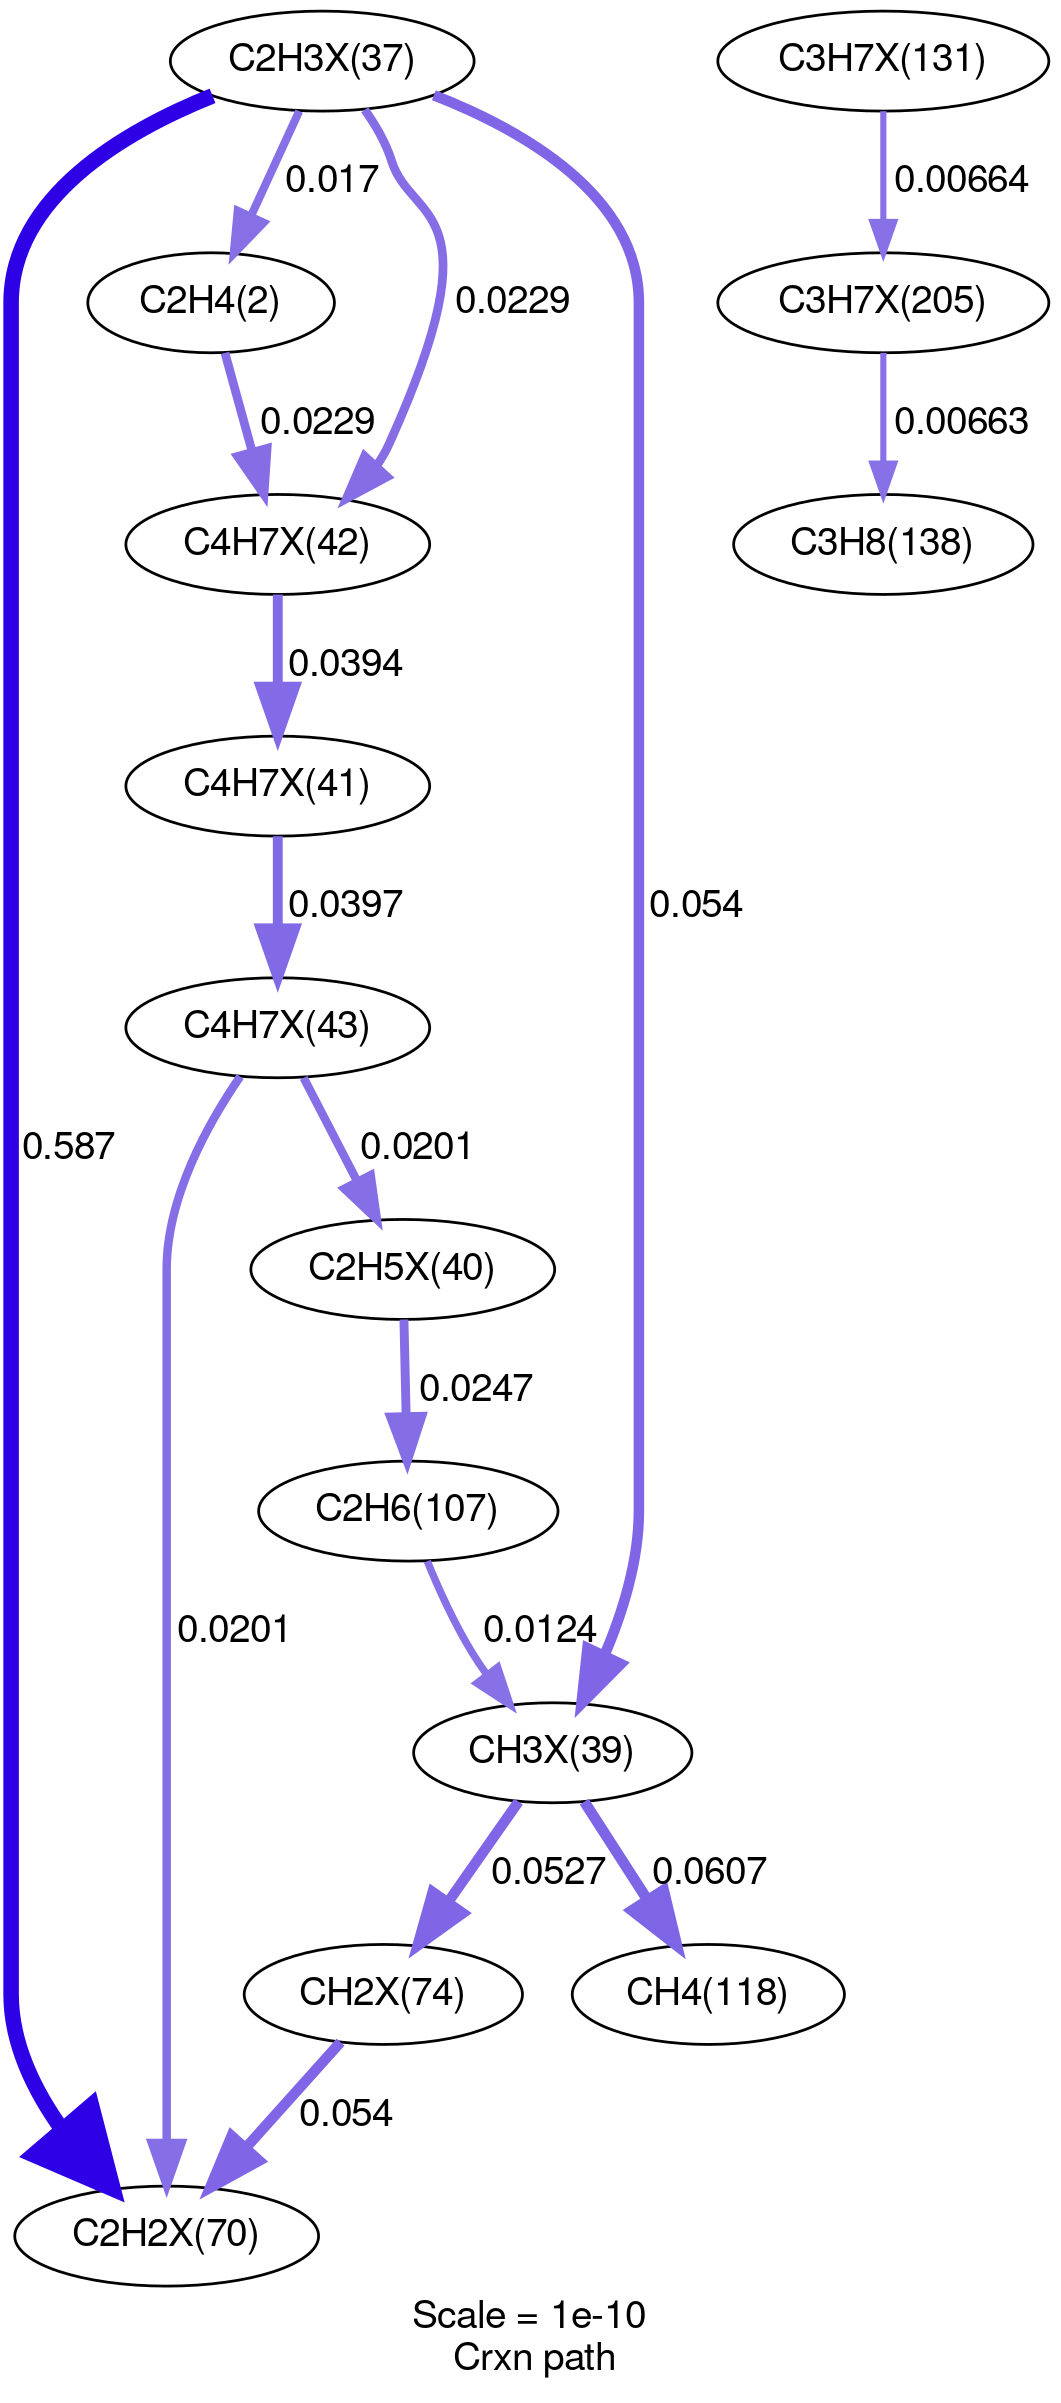 C2H3X(37)
C3H7X(131)
0.017
0.00664
C2H4(2)
0.0229
C3H7X(205)
0.0229
0.00663
C4H7X(42)
C3H8(138)
0.0394
C4H7X(41)
0.0397
0.054
C4H7X(43)
0.587
0.0201
C2H5X(40)
0.0247
C2H6(107)
0.0201
0.0124
CH3X(39)
0.0527
0.0607
CH2X(74)
CH4(118)
0.054
C2H2X(70)
Scale = 1e-10
Crxn path